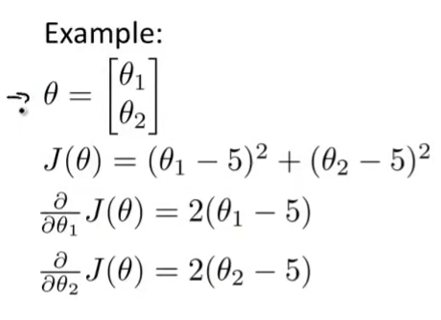 Example:
θ = [θ₁
θ₂]
J(θ) = (θ₁ − 5)² + (θ₂ − 5)²
∂/∂θ₁ J(θ) = 2(θ₁ − 5)
∂/∂θ₂ J(θ) = 2(θ₂ − 5)